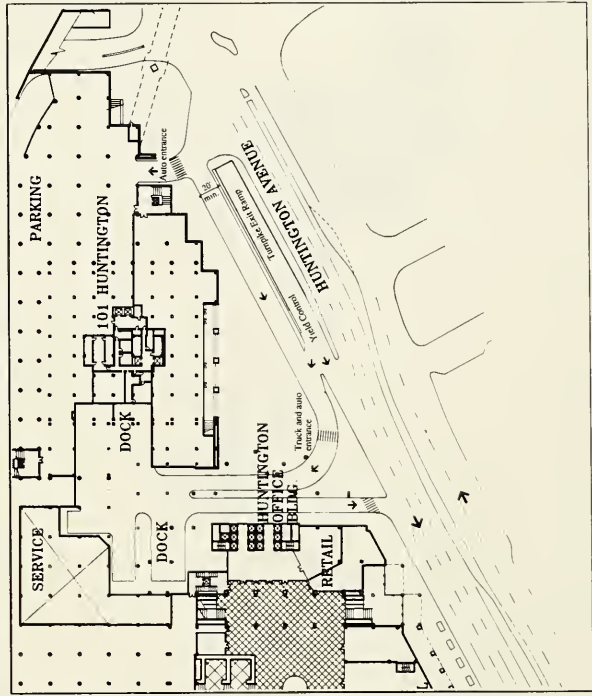 PARKING
101 HUNTINGTON
Auto entrance
20'
min.
Turnpike Exit Ramp
HUNTINGTON AVENUE
Yield Control
DOCK
Truck and auto
entrance
HUNTINGTON
OFFICE
BLDG
SERVICE
DOCK
RETAIL